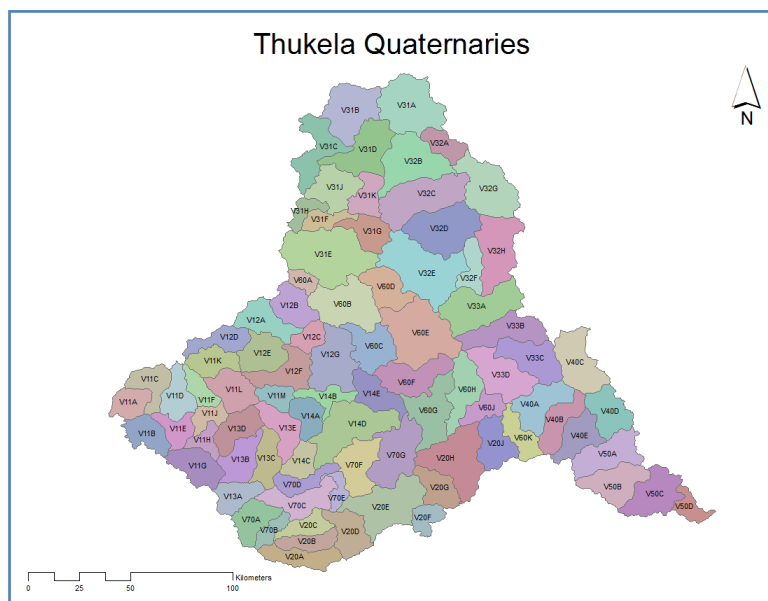 Thukela Quaternaries
N
V31B
V31A
V31C
V31D
V32A
V32B
V31J
V31K
V32C
V32G
V31H
V31F
V31G
V32D
V31E
V32H
V32E
V32F
V60A
V60D
V12B
V60B
V33A
V12A
V33B
V12D
V12C
V60E
V12E
V12G
V60C
V33C
V40C
V11K
V12F
V33D
V11C
V11D
V11L
V60F
V60H
V11A
V11F
V11M
V14B
V14E
V11J
V14A
V60G
V60J
V40A
V40D
V11B
V11E
V13D
V13E
V14D
V40B
V11H
V60K
V40E
V20J
V50A
V11G
V13B
V13C
V14C
V70F
V70G
V20H
V70D
V50B
V50C
V20G
V13A
V70C
V70E
V20E
V50D
V70A
V70B
V20C
V20D
V20F
V20B
V20A
0 25 50 100
Kilometers